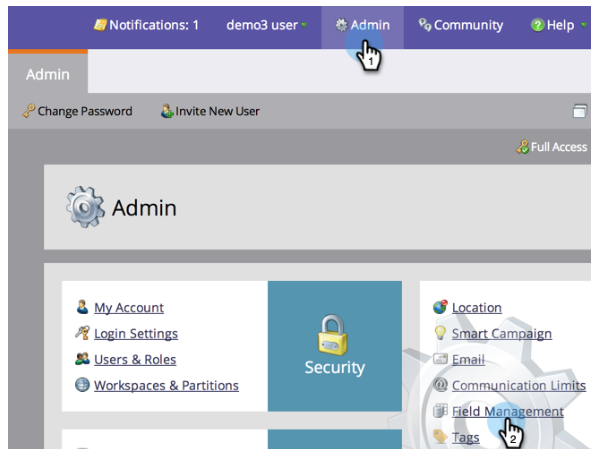 Notifications: 1 demo3 user Admin Community Help
1
Admin
Change Password Invite New User
Full Access
Admin
My Account
Login Settings
Users & Roles
Workspaces & Partitions
Security
Location
Smart Campaign
Email
Communication Limits
Field Management
Tags
2